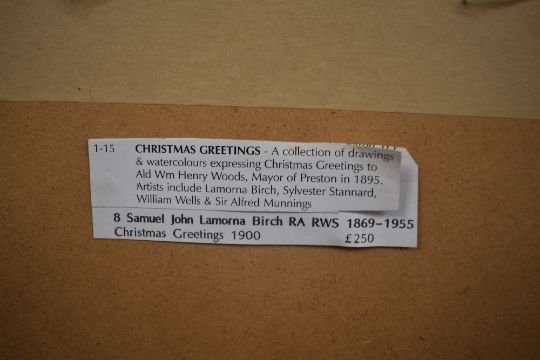 1-15 CHRISTMAS GREETINGS - A collection of drawings
& watercolours expressing Christmas Greetings to
Ald Wm Henry Woods, Mayor of Preston in 1895.
Artists include Lamorna Birch, Sylvester Stannard,
William Wells & Sir Alfred Munnings
8 Samuel John Lamorna Birch RA RWS 1869-1955
Christmas Greetings 1900 £250